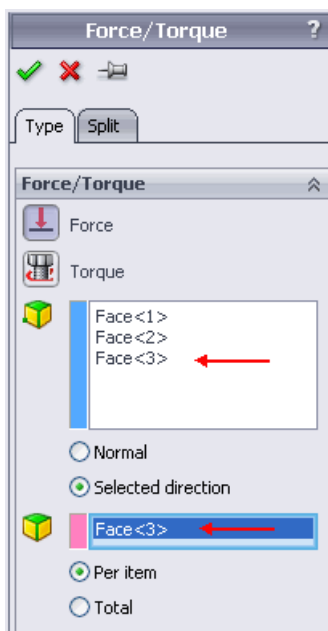 Force/Torque ?
Type Split
Force/Torque
Force
Torque
Face<1>
Face<2>
Face<3>
Normal
Selected direction
Face<3>
Per item
Total